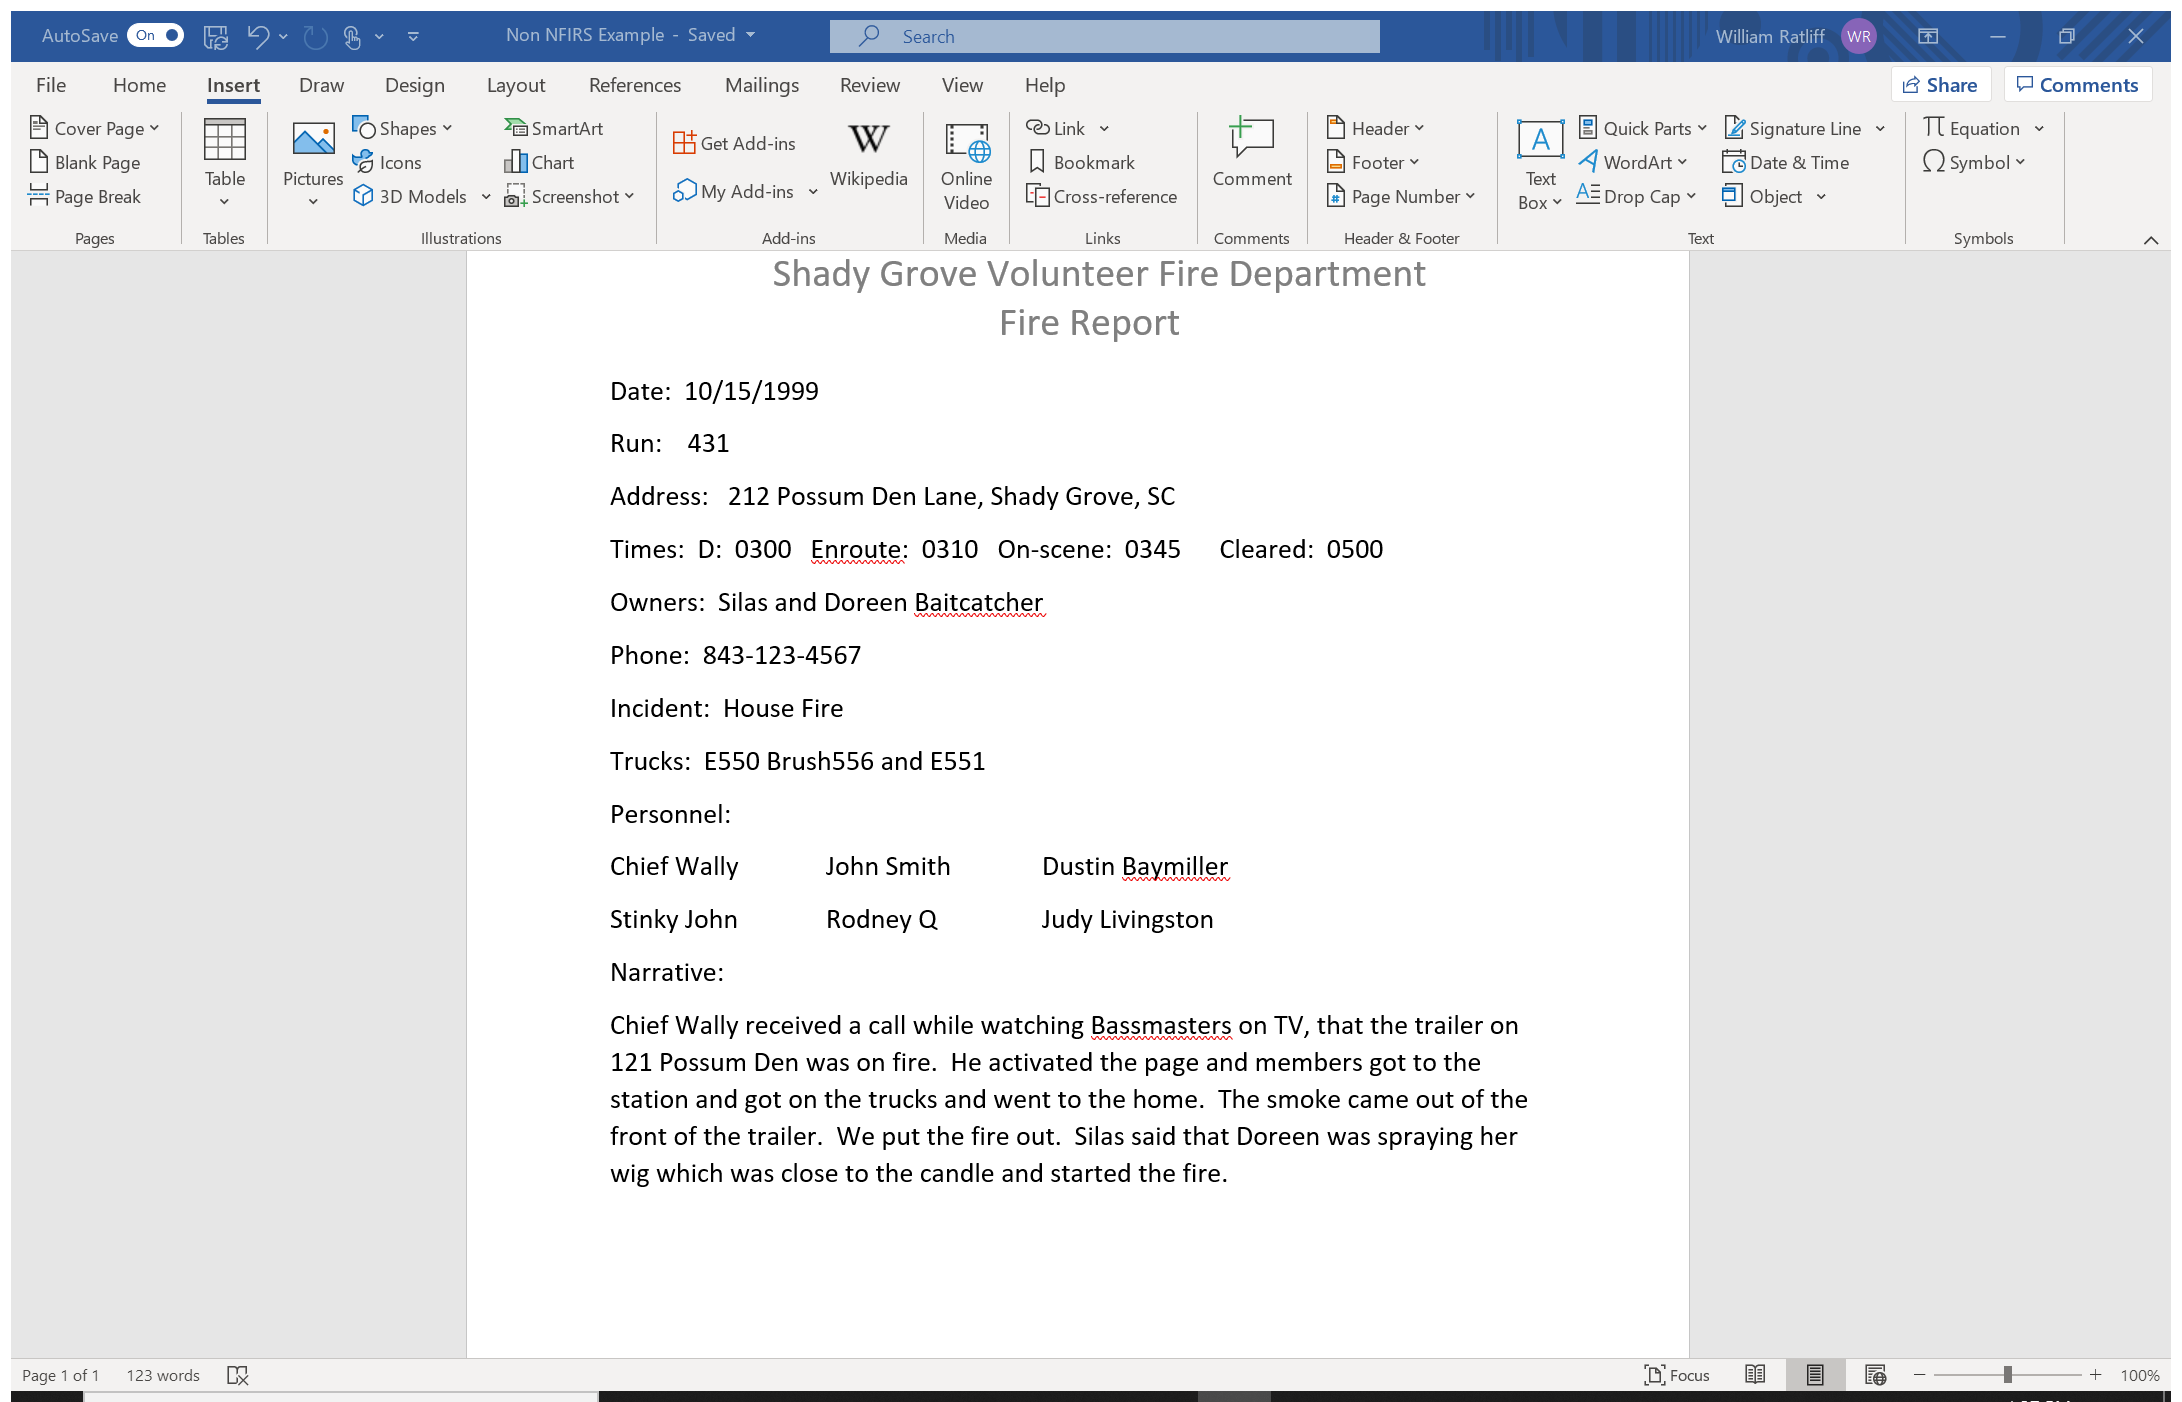 AutoSave On Non NFIRS Example - Saved Search William Ratliff WR
File Home Insert Draw Design Layout References Mailings Review View Help Share Comments
Cover Page
Blank Page
Page Break
Pages
Table
Tables
Pictures
Shapes
Icons
3D Models
SmartArt
Chart
Screenshot
Illustrations
Get Add-ins
My Add-ins
W
Wikipedia
Add-ins
Online
Video
Media
Link
Bookmark
Cross-reference
Links
Comment
Comments
Header
Footer
Page Number
Header & Footer
A
Text
Box
Quick Parts
WordArt
Drop Cap
Signature Line
Date & Time
Object
Text
Equation
Symbol
Symbols
Shady Grove Volunteer Fire Department
Fire Report
Date: 10/15/1999
Run: 431
Address: 212 Possum Den Lane, Shady Grove, SC
Times: D: 0300 Enroute: 0310 On-scene: 0345 Cleared: 0500
Owners: Silas and Doreen Baitcatcher
Phone: 843-123-4567
Incident: House Fire
Trucks: E550 Brush556 and E551
Personnel:
Chief Wally John Smith Dustin Baymiller
Stinky John Rodney Q Judy Livingston
Narrative:
Chief Wally received a call while watching Bassmasters on TV, that the trailer on
121 Possum Den was on fire. He activated the page and members got to the
station and got on the trucks and went to the home. The smoke came out of the
front of the trailer. We put the fire out. Silas said that Doreen was spraying her
wig which was close to the candle and started the fire.
Page 1 of 1 123 words Focus 100%